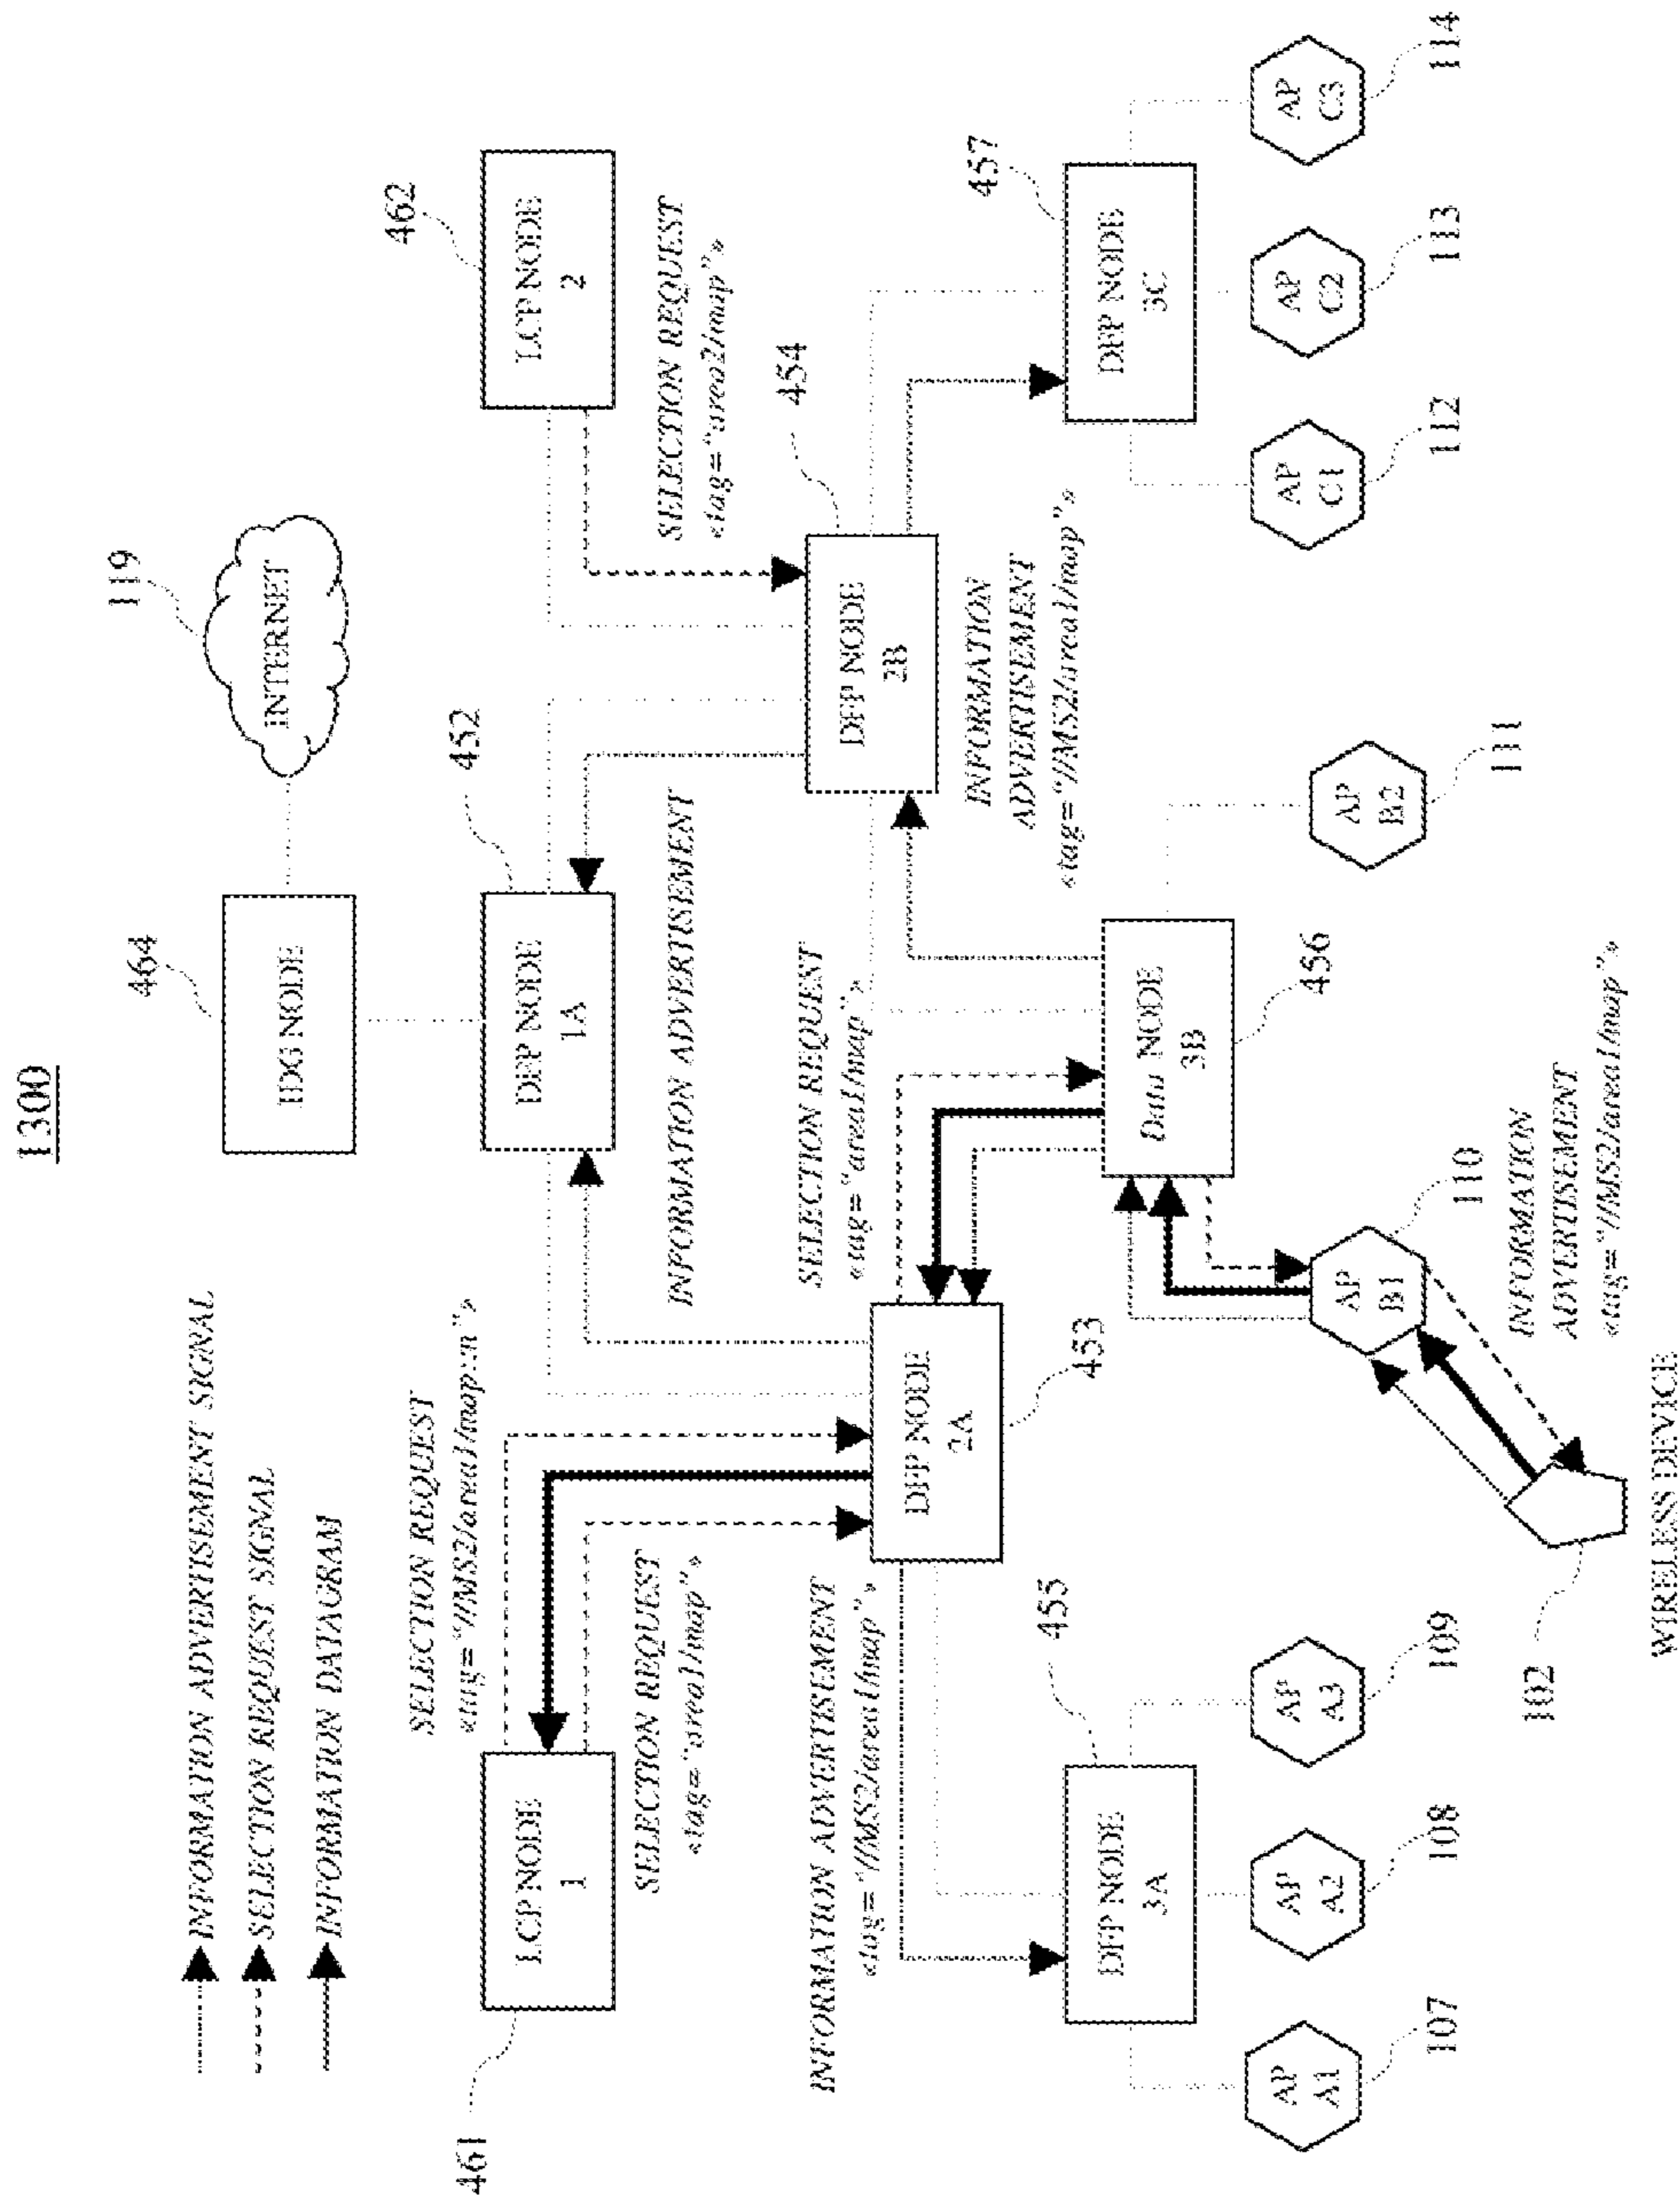 1300
INFORMATION ADVERTISEMENT SIGNAL
SELECTION REQUEST SIGNAL
INFORMATION DATAGRAM
464
119
IDG NODE
INTERNET
461
452
462
LCP NODE
1
DFP NODE
1A
LCP NODE
2
SELECTION REQUEST
«tag="//MS2/area1/map:n"»
SELECTION REQUEST
«tag="area1/map"»
INFORMATION ADVERTISEMENT
SELECTION REQUEST
«tag="area2/map"»
INFORMATION ADVERTISEMENT
«tag="//MS2/area1/map"»
SELECTION REQUEST
«tag="area1/map"»
454
DFP NODE
2A
453
DFP NODE
2B
INFORMATION
ADVERTISEMENT
«tag="//MS2/area1/map"»
455
457
DFP NODE
3A
Data NODE
3B
456
DFP NODE
3C
AP
A1
AP
A2
AP
A3
AP
B1
AP
B2
AP
C1
AP
C2
AP
C3
107
108
109
110
111
112
113
114
INFORMATION
ADVERTISEMENT
«tag="//MS2/area1/map"»
102
WIRELESS DEVICE